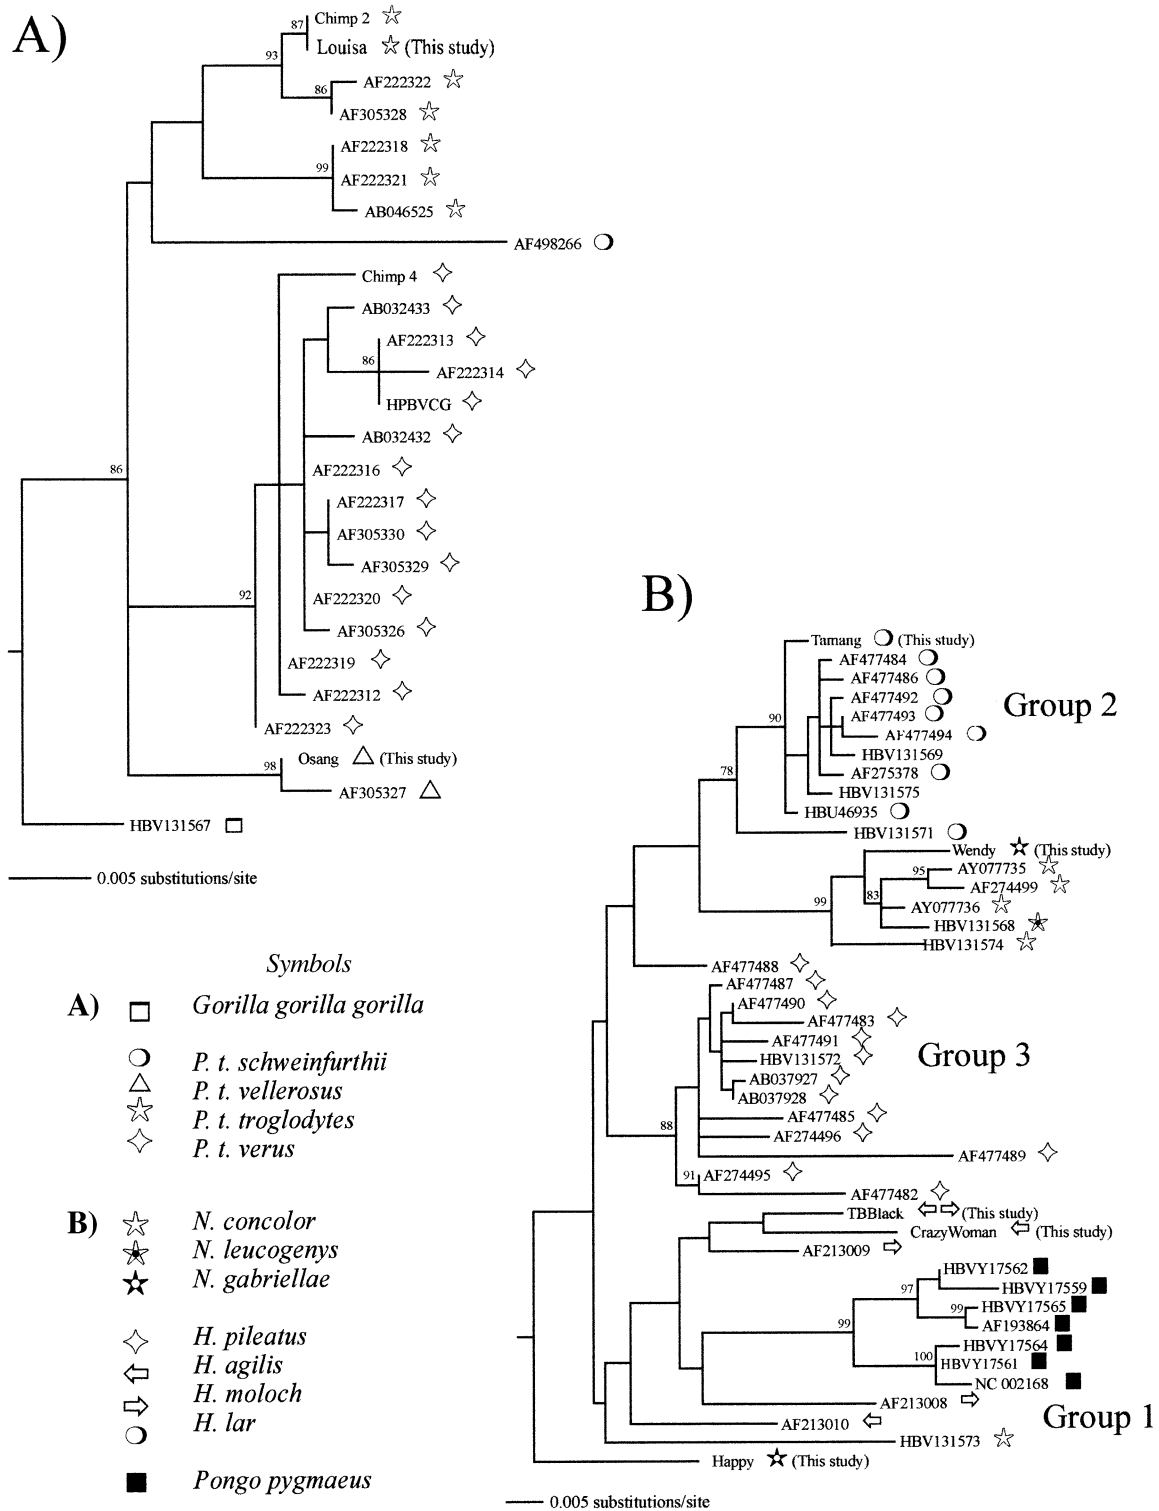 A)
87
Chimp 2
Louisa (This study)
93
AF222322
86
AF305328
AF222318
99
AF222321
AB046525
AF498266
Chimp 4
AB032433
AF222313
86
AF222314
HPBVCG
AB032432
86
AF222316
AF222317
AF305330
AF305329
92
AF222320
AF305326
AF222319
AF222312
AF222323
Osang (This study)
98
AF305327
HBV131567
0.005 substitutions/site
B)
Tamang (This study)
AF477484
AF477486
AF477492
Group 2
90
AF477493
AF477494
HBV131569
78
AF275378
HBV131575
HBU46935
HBV131571
Wendy (This study)
95
AY077735
AF274499
83
99
AY077736
HBV131568
HBV131574
AF477488
AF477487
AF477490
AF477483
AF477491
Group 3
HBV131572
AB037927
AB037928
AF477485
88
AF274496
AF477489
91
AF274495
AF477482
TBBlack (This study)
CrazyWoman (This study)
AF213009
HBVY17562
97
HBVY17559
99
HBVY17565
99
AF193864
HBVY17564
100
HBVY17561
NC 002168
AF213008
Group 1
AF213010
HBV131573
Happy (This study)
0.005 substitutions/site
Symbols
A)
Gorilla gorilla gorilla
P. t. schweinfurthii
P. t. vellerosus
P. t. troglodytes
P. t. verus
B)
N. concolor
N. leucogenys
N. gabriellae
H. pileatus
H. agilis
H. moloch
H. lar
Pongo pygmaeus